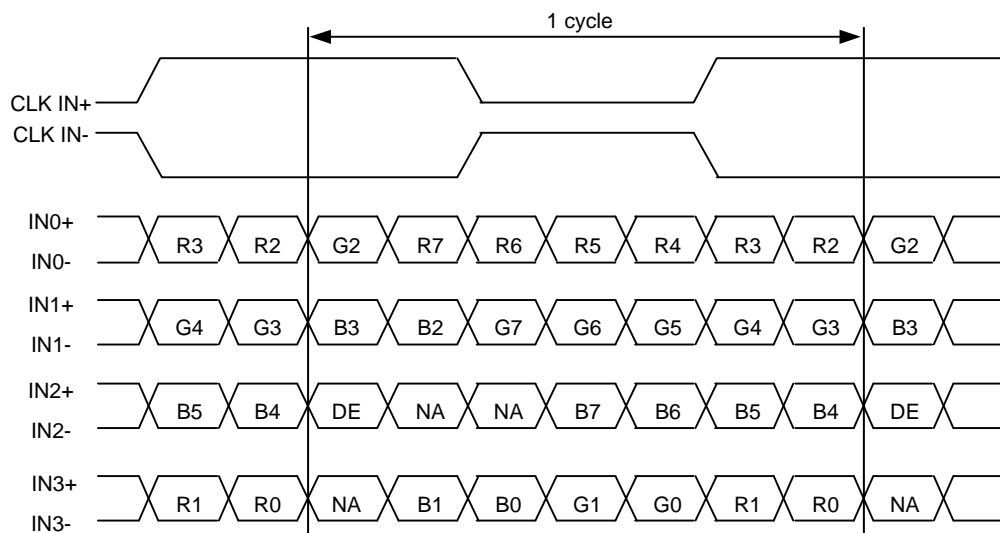 1 cycle
CLK IN+
CLK IN-
IN0+
R3 R2 G2 R7 R6 R5 R4 R3 R2 G2
IN0-
IN1+
G4 G3 B3 B2 G7 G6 G5 G4 G3 B3
IN1-
IN2+
B5 B4 DE NA NA B7 B6 B5 B4 DE
IN2-
IN3+
R1 R0 NA B1 B0 G1 G0 R1 R0 NA
IN3-